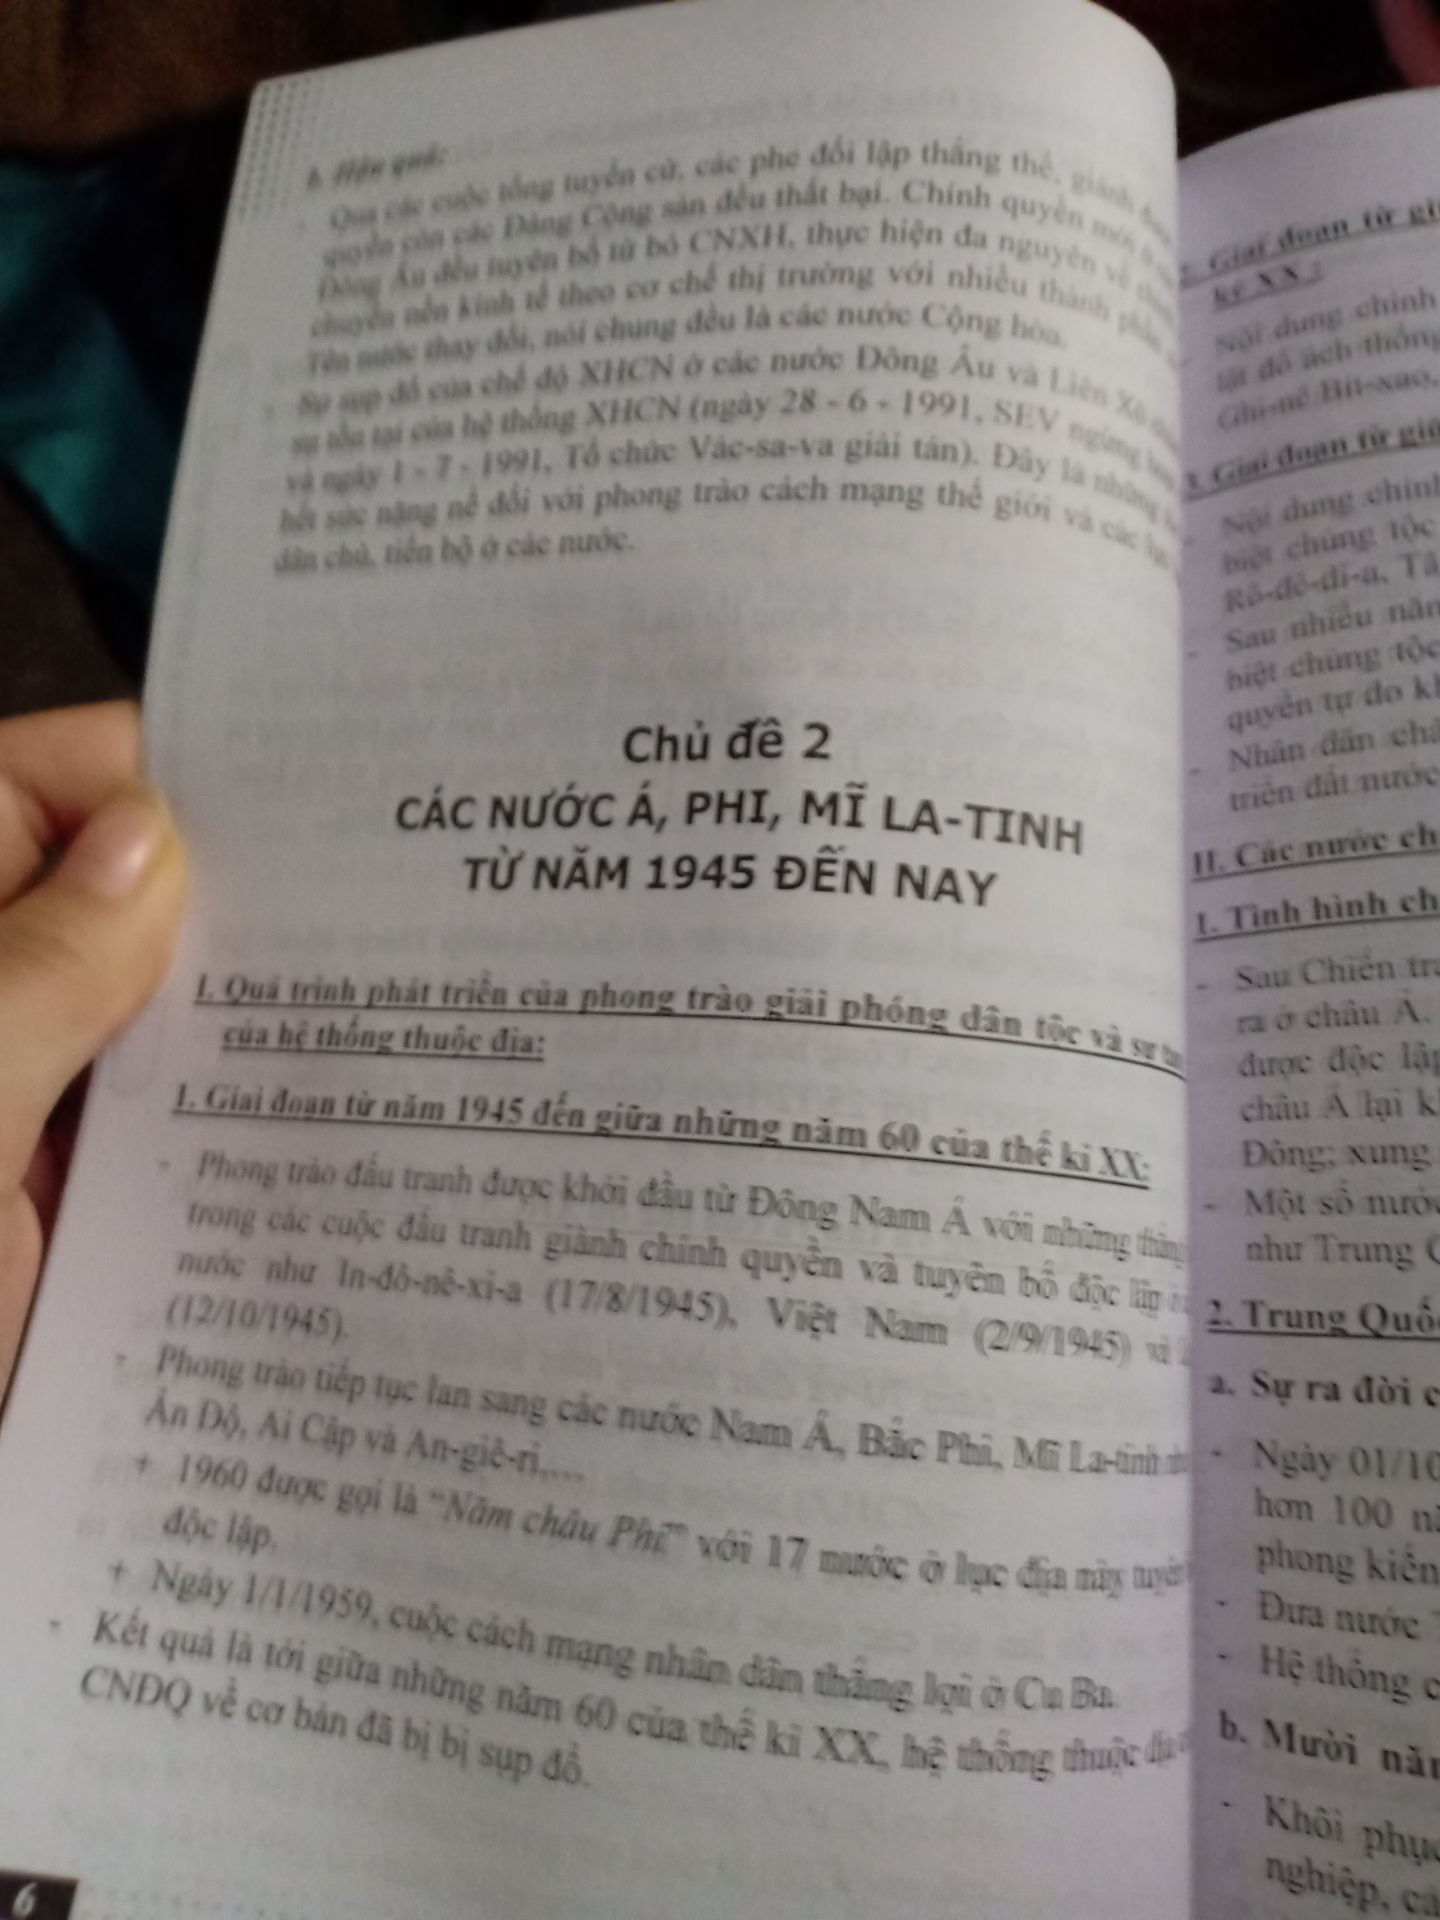 b. Hậu quả:
- Qua các cuộc tổng tuyển cử, các phe đối lập thắng thế, giành
quyền còn các Đảng Cộng sản đều thất bại. Chính quyền mới ở
Đông Âu đều tuyên bố từ bỏ CNXH, thực hiện đa nguyên về
chuyển nền kinh tế theo cơ chế thị trường với nhiều thành phần
Tên nước thay đổi, nói chung đều là các nước Cộng hòa.
- Sự sụp đổ của chế độ XHCN ở các nước Đông Âu và Liên Xô
sự tồn tại của hệ thống XHCN (ngày 28 - 6 - 1991, SEV ngừng
và ngày 1 - 7 - 1991, Tổ chức Vác-sa-va giải tán). Đây là những
hết sức nặng nề đối với phong trào cách mạng thế giới và các
dân chủ, tiến bộ ở các nước.
Chủ đề 2
CÁC NƯỚC Á, PHI, MĨ LA-TINH
TỪ NĂM 1945 ĐẾN NAY
I. Quá trình phát triển của phong trào giải phóng dân tộc và sự
của hệ thống thuộc địa:
1. Giai đoạn từ năm 1945 đến giữa những năm 60 của thế kỉ XX:
- Phong trào đấu tranh được khởi đầu từ Đông Nam Á với những
trong các cuộc đấu tranh giành chính quyền và tuyên bố độc lập
nước như In-đô-nê-xi-a (17/8/1945), Việt Nam (2/9/1945) và
(12/10/1945).
- Phong trào tiếp tục lan sang các nước Nam Á, Bắc Phi, Mĩ La-tinh
Ấn Độ, Ai Cập và An-giê-ri,...
+ 1960 được gọi là "Năm châu Phi" với 17 nước ở lục địa này
độc lập.
+ Ngày 1/1/1959, cuộc cách mạng nhân dân thắng lợi ở Cu Ba.
- Kết quả là tới giữa những năm 60 của thế kỉ XX, hệ thống thuộc địa
CNĐQ về cơ bản đã bị bị sụp đổ.
6
2. Giai đoạn từ
kỷ XX:
- Nội dung chính
lật đổ ách thống
Ghi-nê Bít-xao,
3. Giai đoạn từ
- Nội dung chính
biệt chủng tộc
Rô-đê-di-a,
- Sau nhiều năm
biệt chủng tộc
quyền tự do
- Nhân dân
triển đất nước
II. Các nước
1. Tình hình
- Sau Chiến
ra ở châu Á.
được độc lập
châu Á lại
Đông; xung
- Một số nước
như Trung
2. Trung Quốc
a. Sự ra đời
- Ngày 01/10
hơn 100
phong kiến
- Đưa nước
- Hệ thống
b. Mười năm
- Khôi phục
nghiệp,